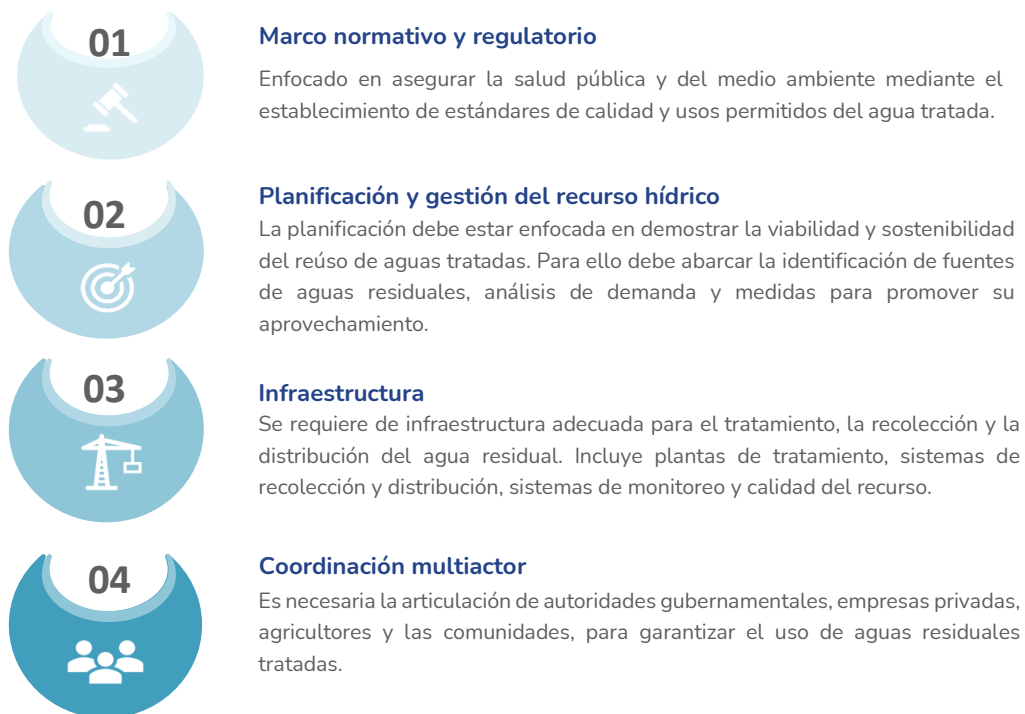 01
Marco normativo y regulatorio
Enfocado en asegurar la salud pública y del medio ambiente mediante el
establecimiento de estándares de calidad y usos permitidos del agua tratada.
02
Planificación y gestión del recurso hídrico
La planificación debe estar enfocada en demostrar la viabilidad y sostenibilidad
del reúso de aguas tratadas. Para ello debe abarcar la identificación de fuentes
de aguas residuales, análisis de demanda y medidas para promover su
aprovechamiento.
03
Infraestructura
Se requiere de infraestructura adecuada para el tratamiento, la recolección y la
distribución del agua residual. Incluye plantas de tratamiento, sistemas de
recolección y distribución, sistemas de monitoreo y calidad del recurso.
04
Coordinación multiactor
Es necesaria la articulación de autoridades gubernamentales, empresas privadas,
agricultores y las comunidades, para garantizar el uso de aguas residuales
tratadas.